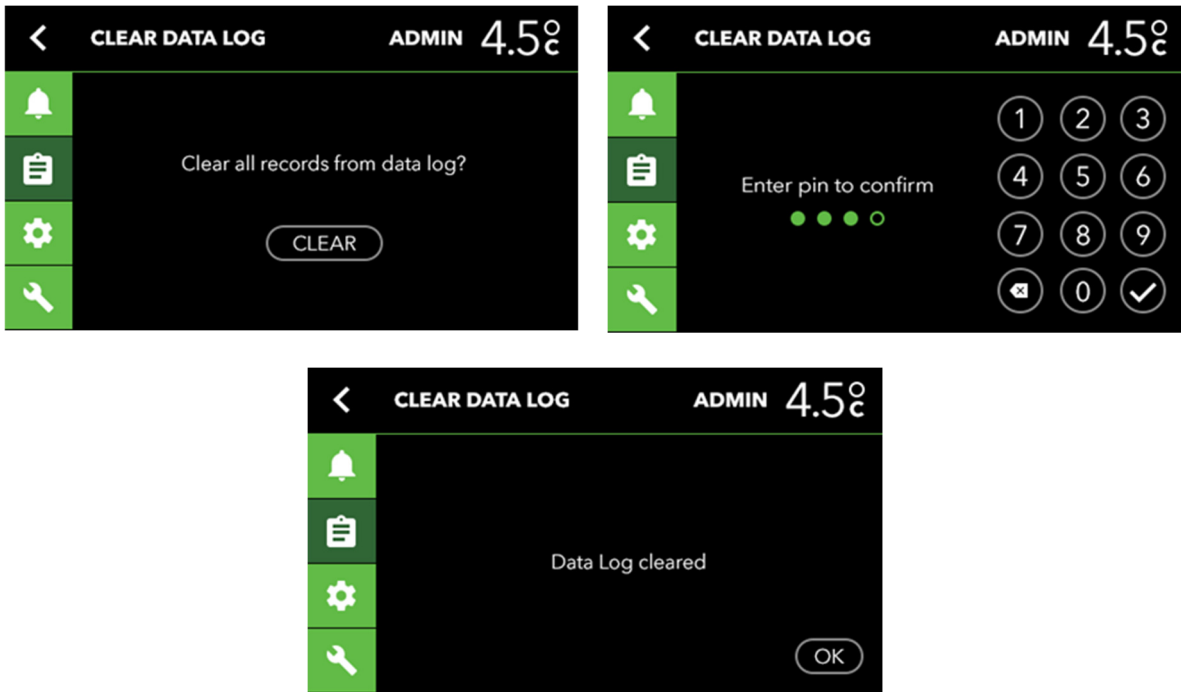 CLEAR DATA LOG ADMIN 4.5°C
Clear all records from data log?
CLEAR
CLEAR DATA LOG ADMIN 4.5°C
Enter pin to confirm
1 2 3
4 5 6
7 8 9
0
CLEAR DATA LOG ADMIN 4.5°C
Data Log cleared
OK